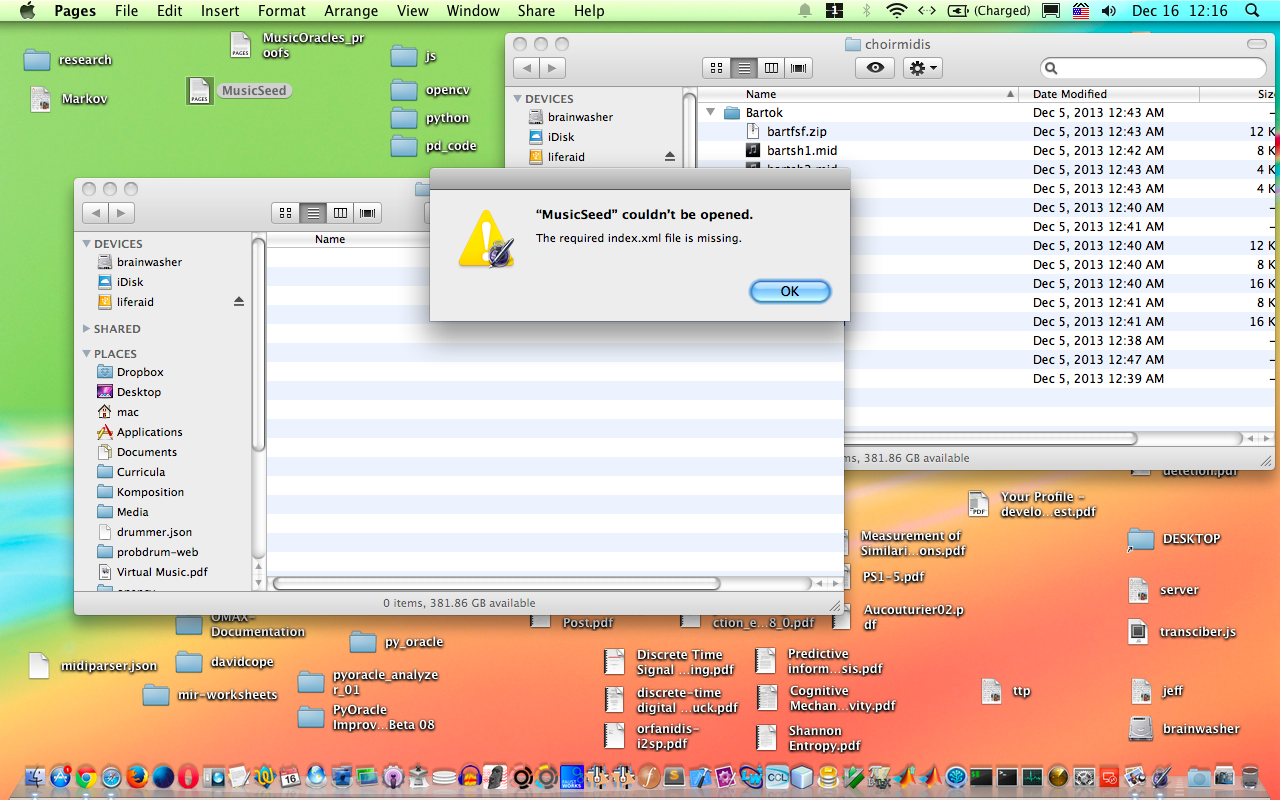 Pages File Edit Insert Format Arrange View Window Share Help
1 (Charged) Dec 16 12:16
research
Markov
MusicOracles_pr
oofs
PAGES
MusicSeed
PAGES
js
opencv
python
pd_code
choirmidis
DEVICES
brainwasher
iDisk
liferaid
Name Date Modified
Bartok Dec 5, 2013 12:43 AM
bartfsf.zip Dec 5, 2013 12:43 AM 12 K
bartsh1.mid Dec 5, 2013 12:42 AM 8 K
Dec 5, 2013 12:43 AM 4 K
Dec 5, 2013 12:43 AM 4 K
Dec 5, 2013 12:40 AM
Dec 5, 2013 12:41 AM
Dec 5, 2013 12:40 AM 12 K
Dec 5, 2013 12:40 AM 8 K
Dec 5, 2013 12:40 AM 16 K
Dec 5, 2013 12:41 AM 8 K
Dec 5, 2013 12:41 AM 16 K
Dec 5, 2013 12:38 AM
Dec 5, 2013 12:47 AM
Dec 5, 2013 12:39 AM
ms, 381.86 GB available
“MusicSeed” couldn’t be opened.
The required index.xml file is missing.
OK
Name
DEVICES
brainwasher
iDisk
liferaid
SHARED
PLACES
Dropbox
Desktop
mac
Applications
Documents
Curricula
Komposition
Media
drummer.json
probdrum-web
Virtual Music.pdf
0 items, 381.86 GB available
Your Profile -
develo...est.pdf
PDF
Measurement of
Similari...ons.pdf
PS1-5.pdf
Aucouturier02.p
df
DESKTOP
server
transciber.js
jeff
brainwasher
ttp
OMAX-
Documentation
Post.pdf
ction_e...8_0.pdf
py_oracle
midiparser.json
davidcope
mir-worksheets
pyoracle_analyze
r_01
PyOracle
Improv...Beta 08
Discrete Time
Signal ...ing.pdf
discrete-time
digital ...uck.pdf
orfanidis-
i2sp.pdf
Predictive
inform...sis.pdf
Cognitive
Mechan...vity.pdf
Shannon
Entropy.pdf
16
CCL